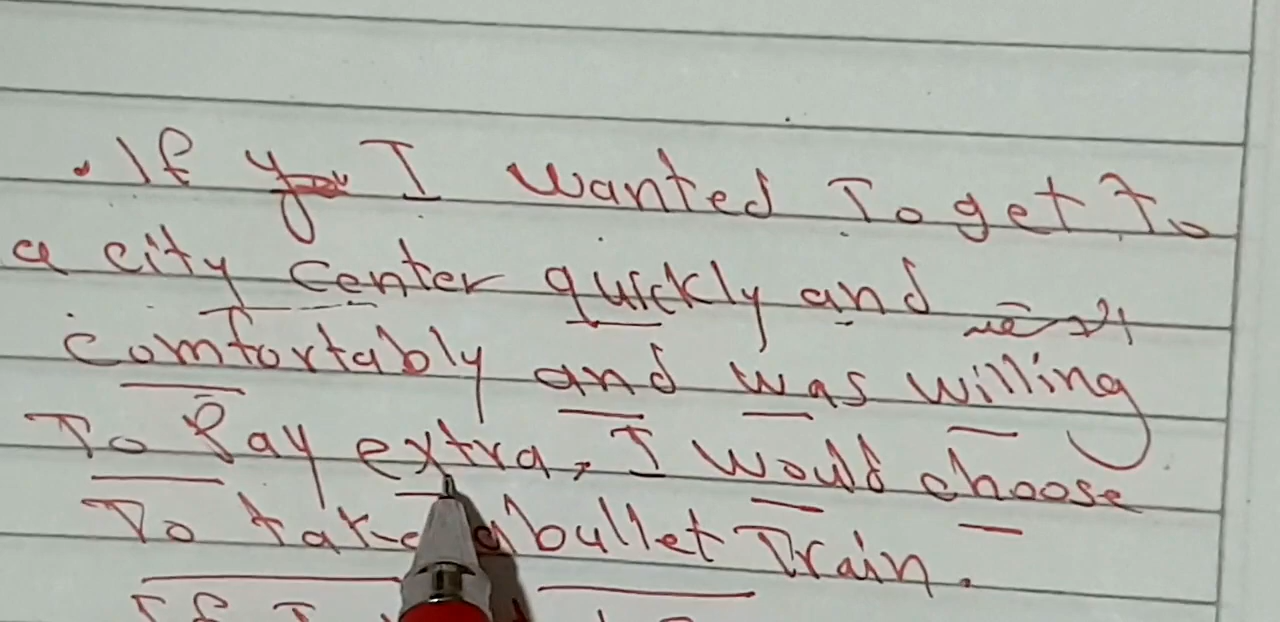 . If I wanted To get to
a city center quickly and
comfortably and was willing
To Pay extra, I would choose
To take a bullet Train.
If I